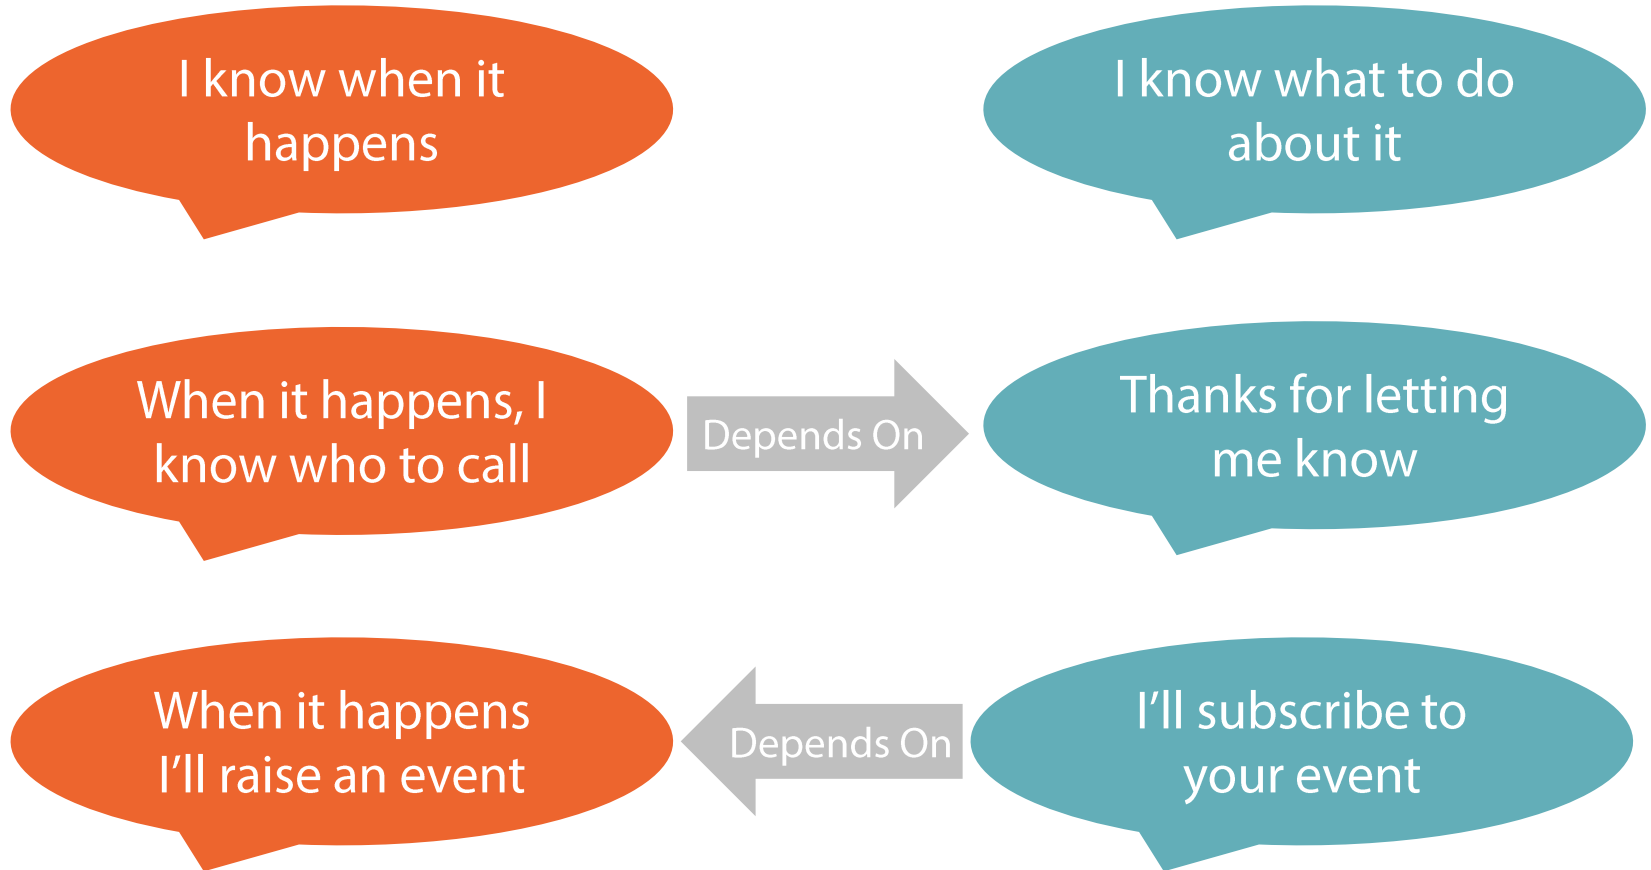 I know when it
happens
I know what to do
about it
When it happens, I
know who to call
Depends On
Thanks for letting
me know
When it happens
I’ll raise an event
Depends On
I’ll subscribe to
your event